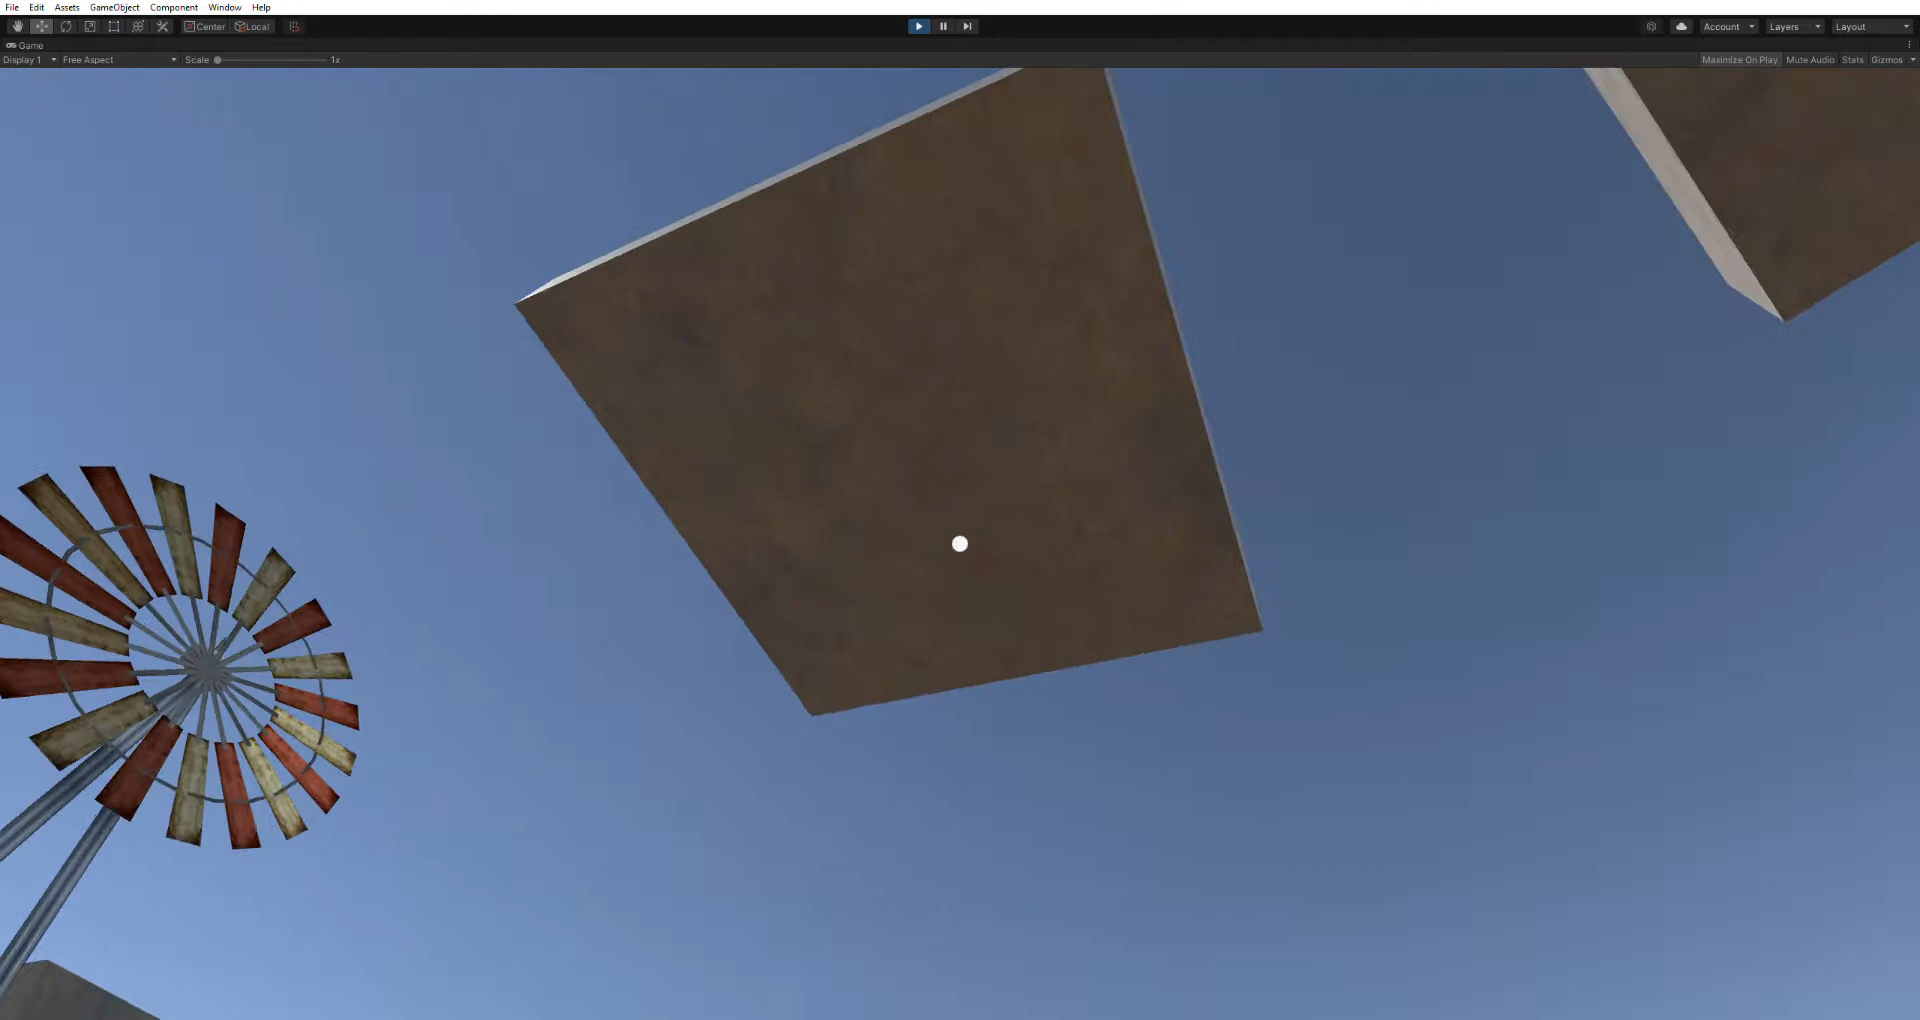 File Edit Assets GameObject Component Window Help
Center Local Account Layers Layout
Game
Display 1 Free Aspect Scale 1x Maximize On Play Mute Audio Stats Gizmos